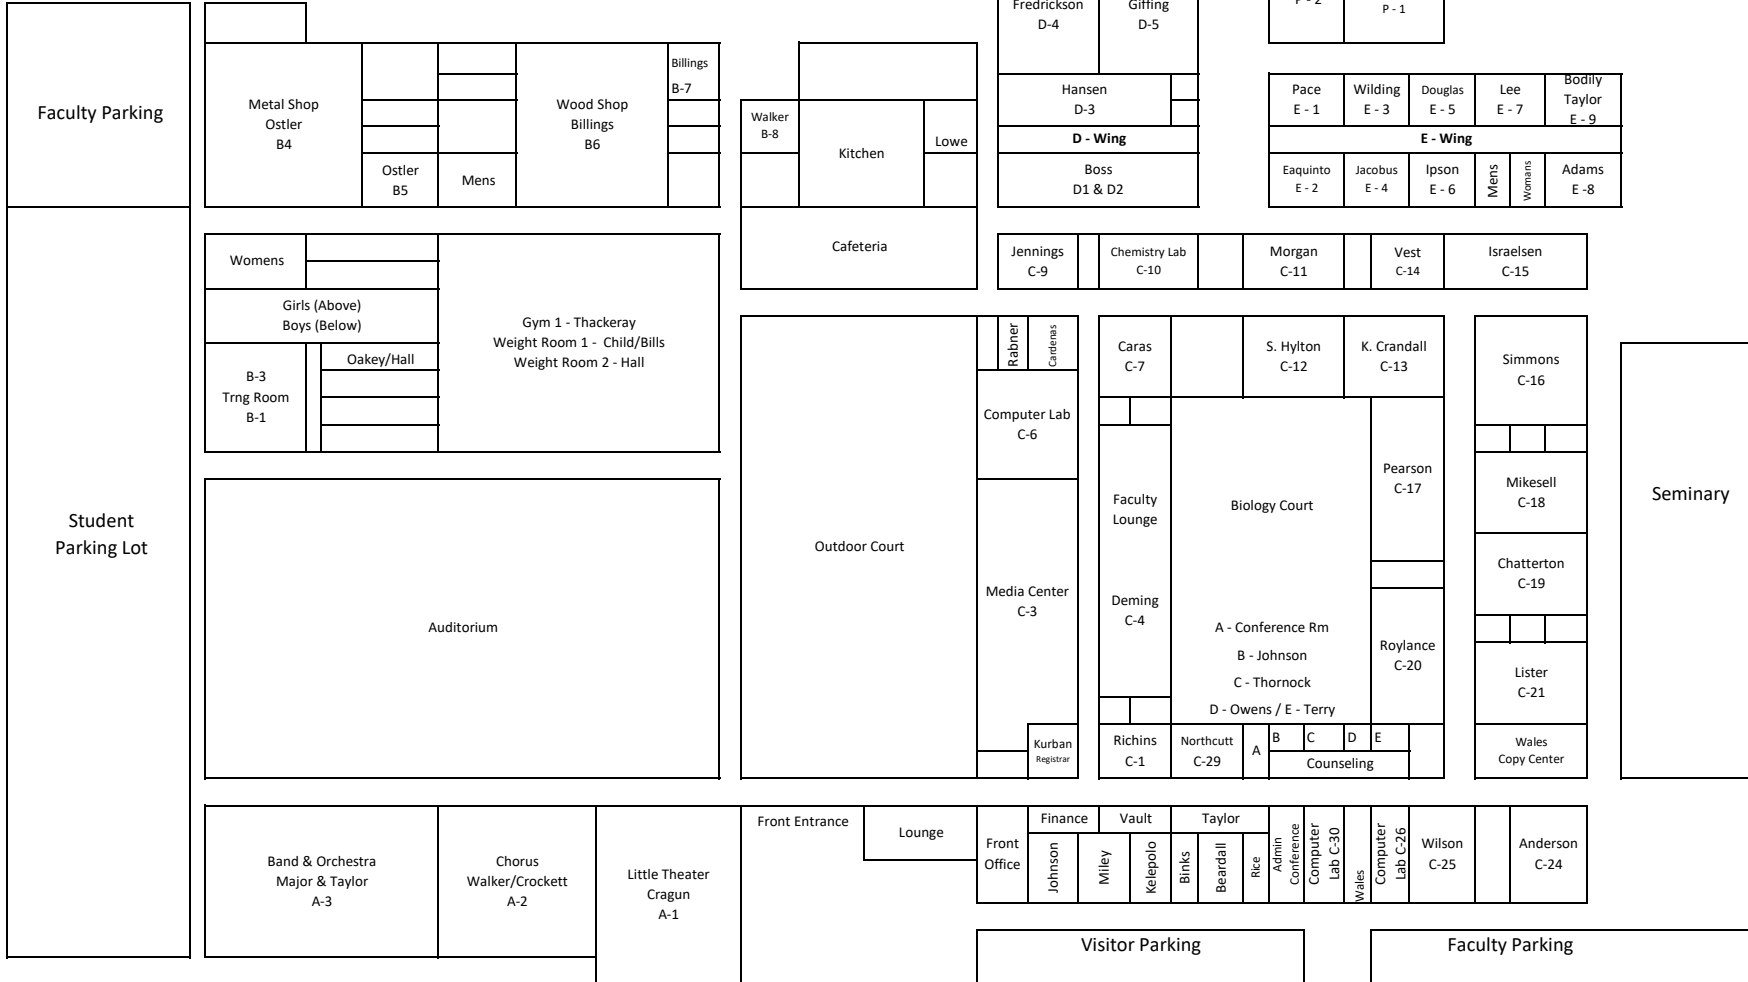 Fredrickson
D-4
Giffing
D-5
P - 2
P - 1
Faculty Parking
Metal Shop
Ostler
B4
Ostler
B5
Mens
Wood Shop
Billings
B6
Billings
B-7
Walker
B-8
Kitchen
Lowe
Cafeteria
Hansen
D-3
D - Wing
Boss
D1 & D2
Pace
E - 1
Wilding
E - 3
Douglas
E - 5
Lee
E - 7
Bodily
Taylor
E - 9
E - Wing
Eaquinto
E - 2
Jacobus
E - 4
Ipson
E - 6
Mens
Womans
Adams
E -8
Womens
Girls (Above)
Boys (Below)
B-3
Trng Room
B-1
Oakey/Hall
Gym 1 - Thackeray
Weight Room 1 - Child/Bills
Weight Room 2 - Hall
Jennings
C-9
Chemistry Lab
C-10
Morgan
C-11
Vest
C-14
Israelsen
C-15
Rabner
Cardenas
Caras
C-7
S. Hylton
C-12
K. Crandall
C-13
Simmons
C-16
Computer Lab
C-6
Student
Parking Lot
Auditorium
Outdoor Court
Media Center
C-3
Faculty
Lounge
Deming
C-4
Biology Court
Pearson
C-17
Mikesell
C-18
Chatterton
C-19
Seminary
A - Conference Rm
B - Johnson
C - Thornock
D - Owens / E - Terry
Roylance
C-20
Lister
C-21
Kurban
Registrar
Richins
C-1
Northcutt
C-29
A
B
C
D
E
Counseling
Wales
Copy Center
Band & Orchestra
Major & Taylor
A-3
Chorus
Walker/Crockett
A-2
Little Theater
Cragun
A-1
Front Entrance
Lounge
Front
Office
Finance
Johnson
Miley
Vault
Kelepolo
Taylor
Binks
Beardall
Rice
Admin
Conference
Computer
Lab C-30
Wales
Computer
Lab C-26
Wilson
C-25
Anderson
C-24
Visitor Parking
Faculty Parking